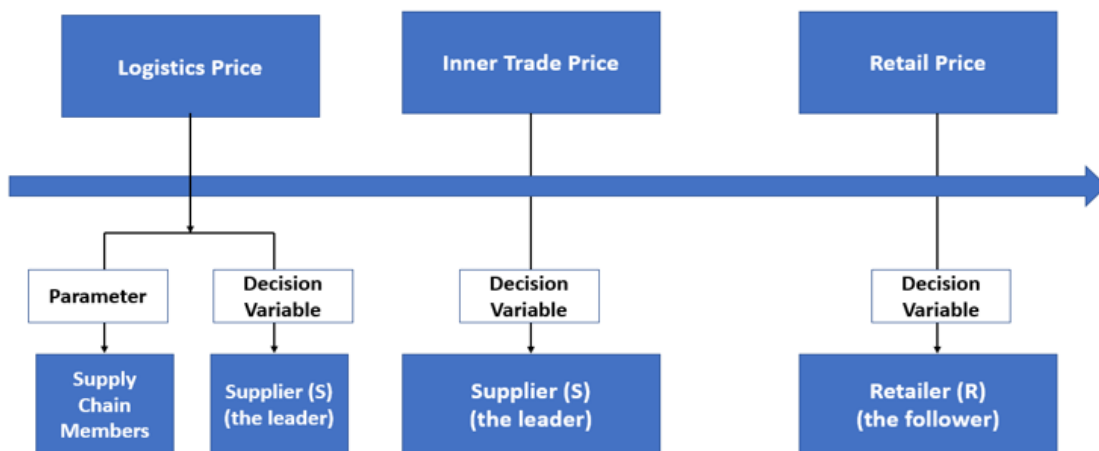 Logistics Price
Inner Trade Price
Retail Price
Parameter
Decision
Variable
Decision
Variable
Decision
Variable
Supply
Chain
Members
Supplier (S)
(the leader)
Supplier (S)
(the leader)
Retailer (R)
(the follower)